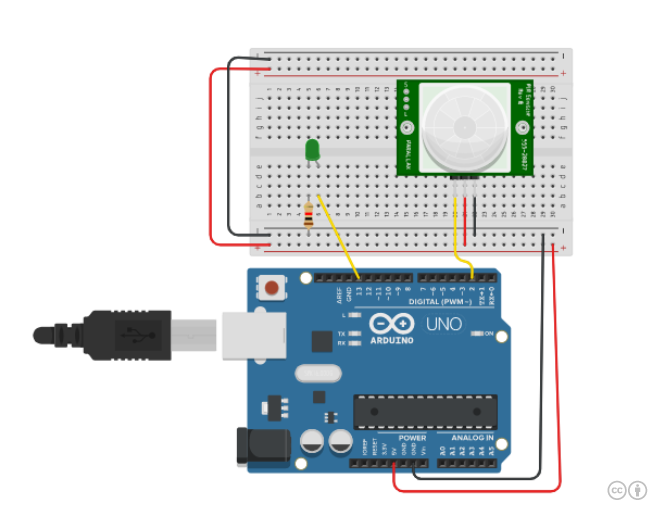 PIR Sensor
Rev B
555-28027
PARALLAX
j
i
h
g
f
e
d
c
b
a
AREF
GND
13
12
~11
~10
~9
8
7
~6
~5
4
~3
2
TX→1
RX←0
DIGITAL (PWM~)
L
TX
RX
UNO
ARDUINO
ON
POWER
ANALOG IN
IOREF
RESET
3.3V
5V
GND
GND
Vin
A0
A1
A2
A3
A4
A5
cc